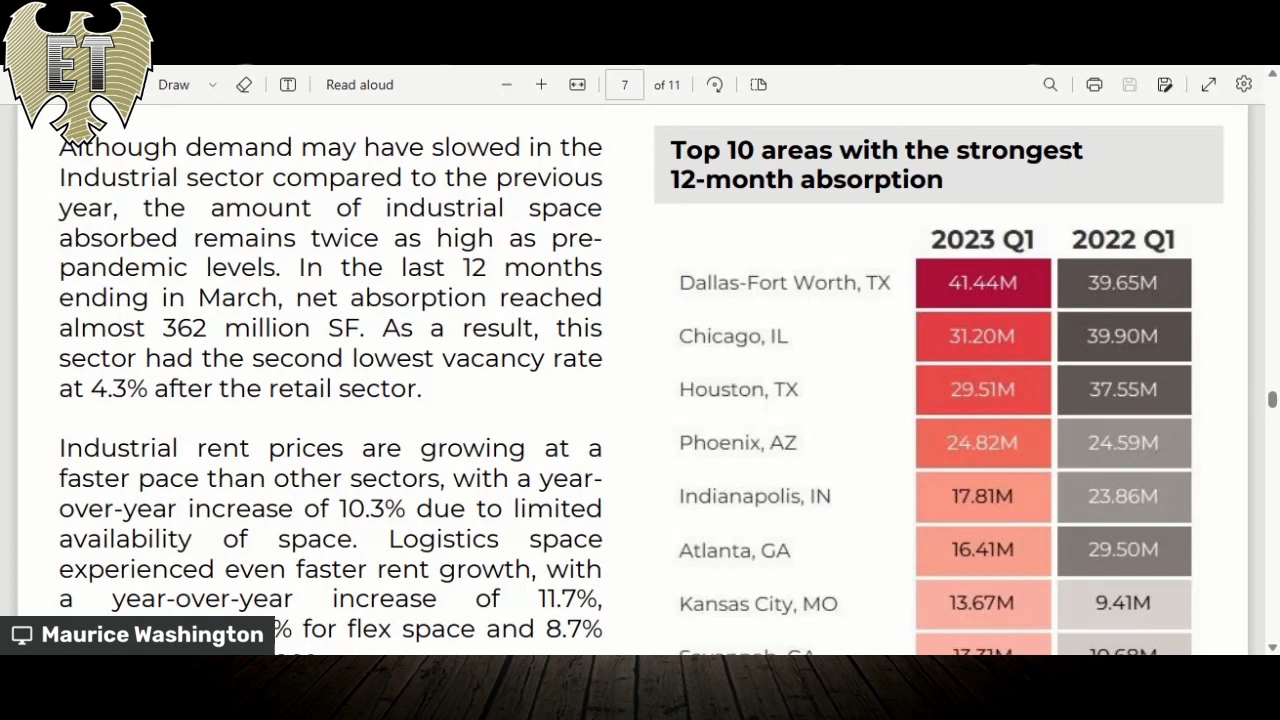 ET
Draw
Read aloud
7
of 11
Although demand may have slowed in the
Industrial sector compared to the previous
year, the amount of industrial space
absorbed remains twice as high as pre-
pandemic levels. In the last 12 months
ending in March, net absorption reached
almost 362 million SF. As a result, this
sector had the second lowest vacancy rate
at 4.3% after the retail sector.
Industrial rent prices are growing at a
faster pace than other sectors, with a year-
over-year increase of 10.3% due to limited
availability of space. Logistics space
experienced even faster rent growth, with
a year-over-year increase of 11.7%,
% for flex space and 8.7%
Maurice Washington
Top 10 areas with the strongest
12-month absorption
2023 Q1 2022 Q1
Dallas-Fort Worth, TX 41.44M 39.65M
Chicago, IL 31.20M 39.90M
Houston, TX 29.51M 37.55M
Phoenix, AZ 24.82M 24.59M
Indianapolis, IN 17.81M 23.86M
Atlanta, GA 16.41M 29.50M
Kansas City, MO 13.67M 9.41M